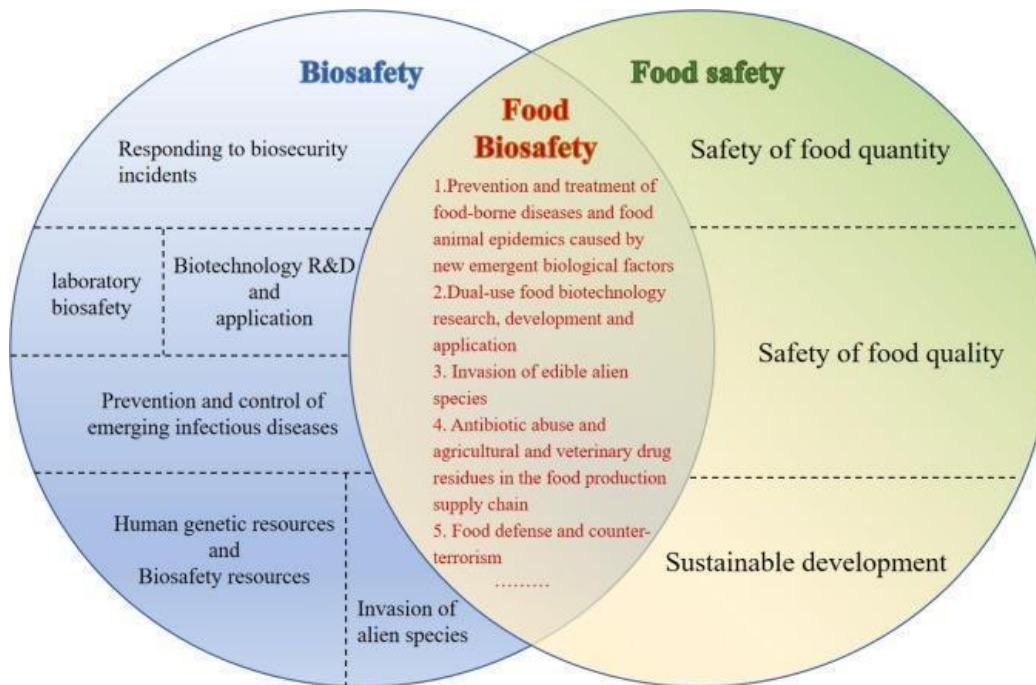 Biosafety
Responding to biosecurity
incidents
laboratory
biosafety
Biotechnology R&D
and
application
Prevention and control of
emerging infectious diseases
Human genetic resources
and
Biosafety resources
Invasion of
alien species
Food
Biosafety
1.Prevention and treatment of
food-borne diseases and food
animal epidemics caused by
new emergent biological factors
2.Dual-use food biotechnology
research, development and
application
3. Invasion of edible alien
species
4. Antibiotic abuse and
agricultural and veterinary drug
residues in the food production
supply chain
5. Food defense and counter-
terrorism
.........
Food safety
Safety of food quantity
Safety of food quality
Sustainable development